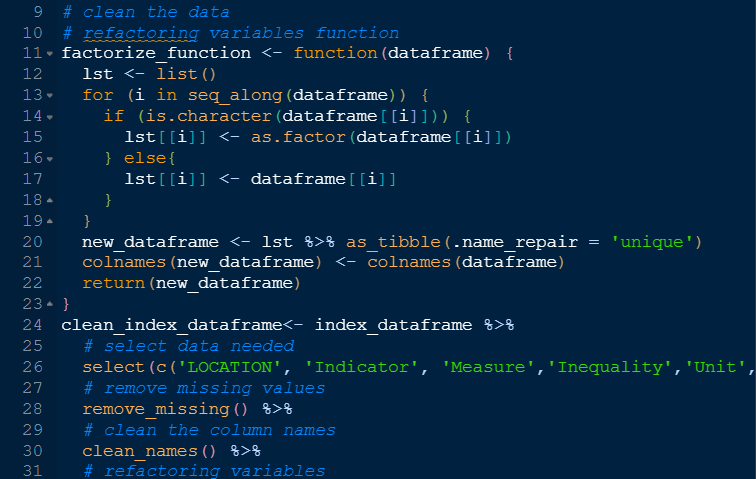 9 # clean the data
10 # refactoring variables function
11 factorize_function <- function(dataframe) {
12   lst <- list()
13   for (i in seq_along(dataframe)) {
14     if (is.character(dataframe[[i]])) {
15       lst[[i]] <- as.factor(dataframe[[i]])
16     } else{
17       lst[[i]] <- dataframe[[i]]
18     }
19   }
20   new_dataframe <- lst %>% as_tibble(.name_repair = 'unique')
21   colnames(new_dataframe) <- colnames(dataframe)
22   return(new_dataframe)
23 }
24 clean_index_dataframe<- index_dataframe %>%
25   # select data needed
26   select(c('LOCATION', 'Indicator', 'Measure','Inequality','Unit',
27   # remove missing values
28   remove_missing() %>%
29   # clean the column names
30   clean_names() %>%
31   # refactoring variables